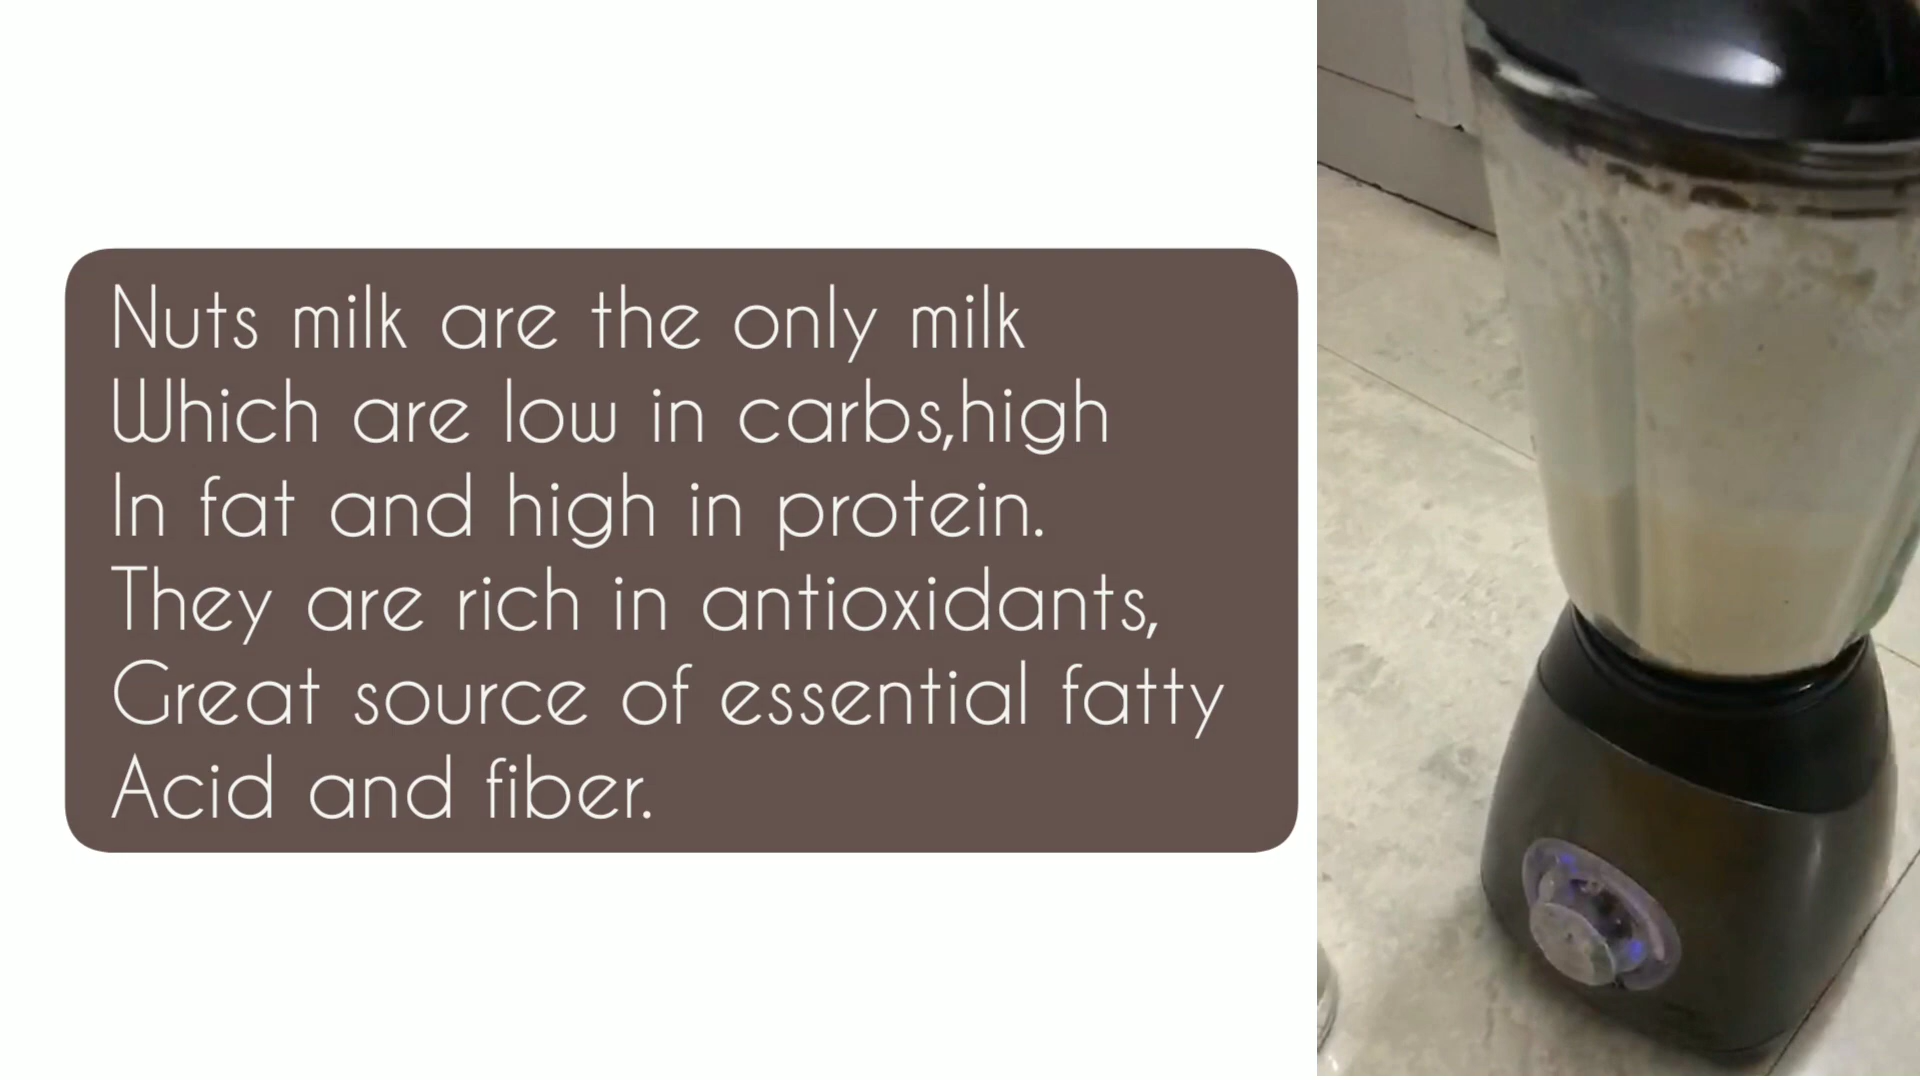 Nuts milk are the only milk
Which are low in carbs,high
In fat and high in protein.
They are rich in antioxidants,
Great source of essential fatty
Acid and fiber.